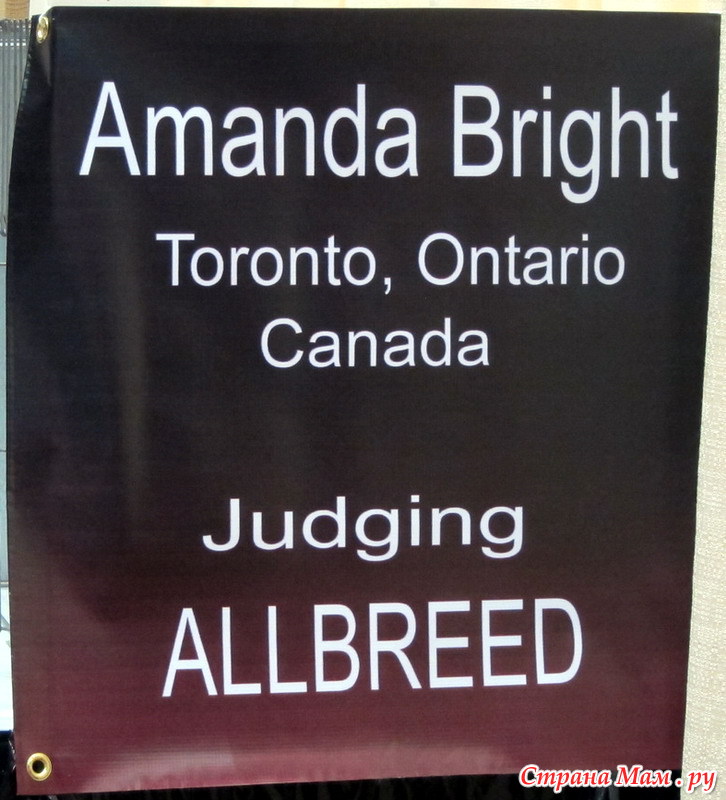 Amanda Bright
Toronto, Ontario
Canada
Judging
ALLBREED
Страна Мам.ру